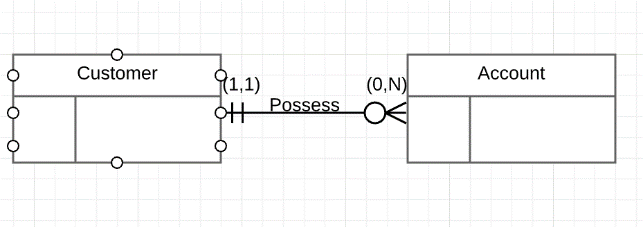 Customer
Account
(1,1)
(0,N)
Possess